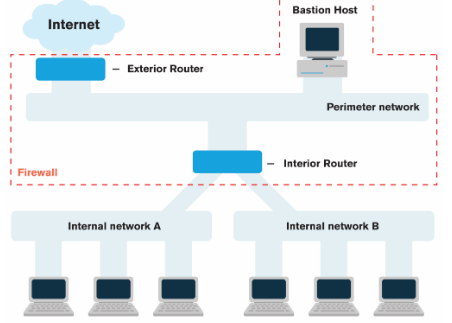 Bastion Host
Internet
– Exterior Router
Perimeter network
– Interior Router
Firewall
Internal network A
Internal network B